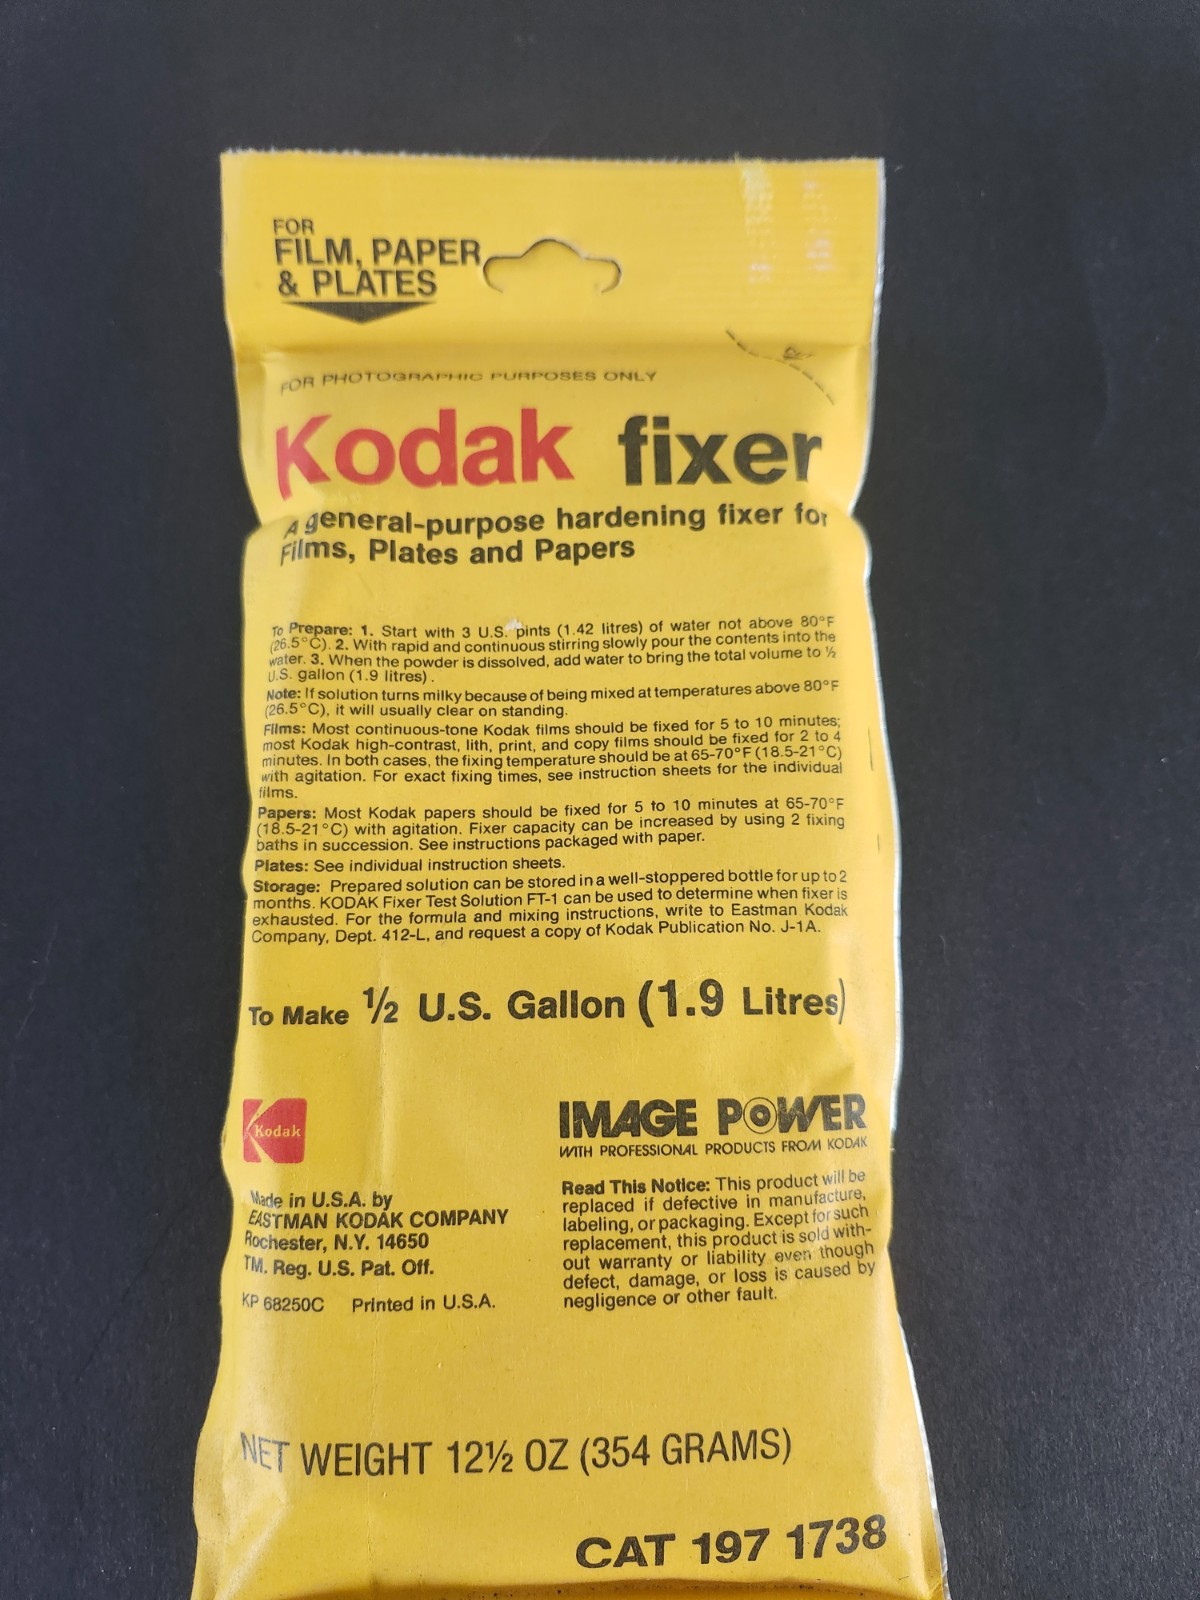 FOR
FILM, PAPER
& PLATES
FOR PHOTOGRAPHIC PURPOSES ONLY
Kodak fixer
A general-purpose hardening fixer for
Films, Plates and Papers
To Prepare: 1. Start with 3 U.S. pints (1.42 litres) of water not above 80°F
(26.5°C). 2. With rapid and continuous stirring slowly pour the contents into the
water. 3. When the powder is dissolved, add water to bring the total volume to ½
U.S. gallon (1.9 litres).
Note: If solution turns milky because of being mixed at temperatures above 80°F
(26.5°C), it will usually clear on standing.
Films: Most continuous-tone Kodak films should be fixed for 5 to 10 minutes;
most Kodak high-contrast, lith, print, and copy films should be fixed for 2 to 4
minutes. In both cases, the fixing temperature should be at 65-70°F (18.5-21°C)
with agitation. For exact fixing times, see instruction sheets for the individual
films.
Papers: Most Kodak papers should be fixed for 5 to 10 minutes at 65-70°F
(18.5-21°C) with agitation. Fixer capacity can be increased by using 2 fixing
baths in succession. See instructions packaged with paper.
Plates: See individual instruction sheets.
Storage: Prepared solution can be stored in a well-stoppered bottle for up to 2
months. KODAK Fixer Test Solution FT-1 can be used to determine when fixer is
exhausted. For the formula and mixing instructions, write to Eastman Kodak
Company, Dept. 412-L, and request a copy of Kodak Publication No. J-1A.
To Make ½ U.S. Gallon (1.9 Litres)
Kodak
IMAGE POWER
WITH PROFESSIONAL PRODUCTS FROM KODAK
Made in U.S.A. by
EASTMAN KODAK COMPANY
Rochester, N.Y. 14650
TM. Reg. U.S. Pat. Off.
KP 68250C Printed in U.S.A.
Read This Notice: This product will be
replaced if defective in manufacture,
labeling, or packaging. Except for such
replacement, this product is sold with-
out warranty or liability even though
defect, damage, or loss is caused by
negligence or other fault.
NET WEIGHT 12½ OZ (354 GRAMS)
CAT 197 1738